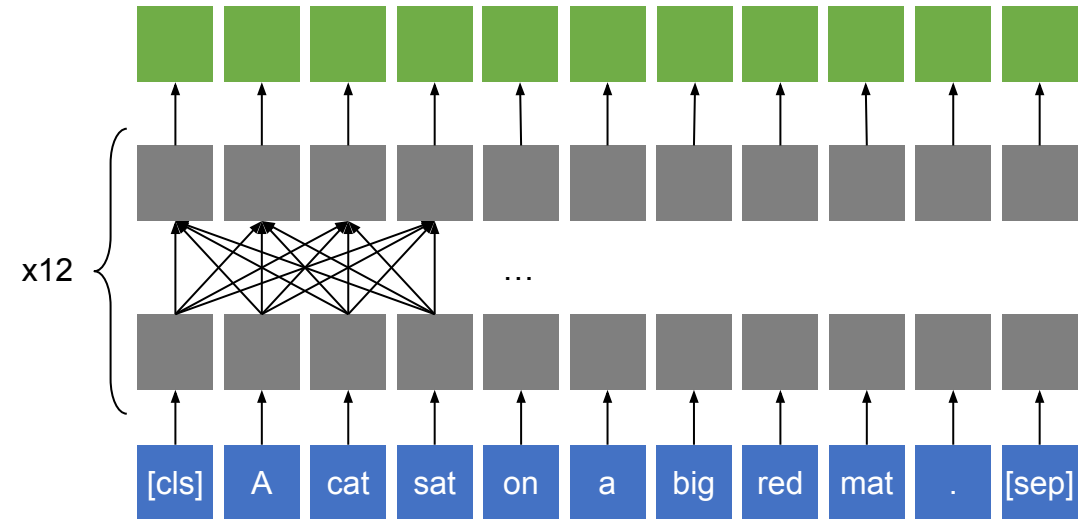 x12
...
[cls] A cat sat on a big red mat . [sep]